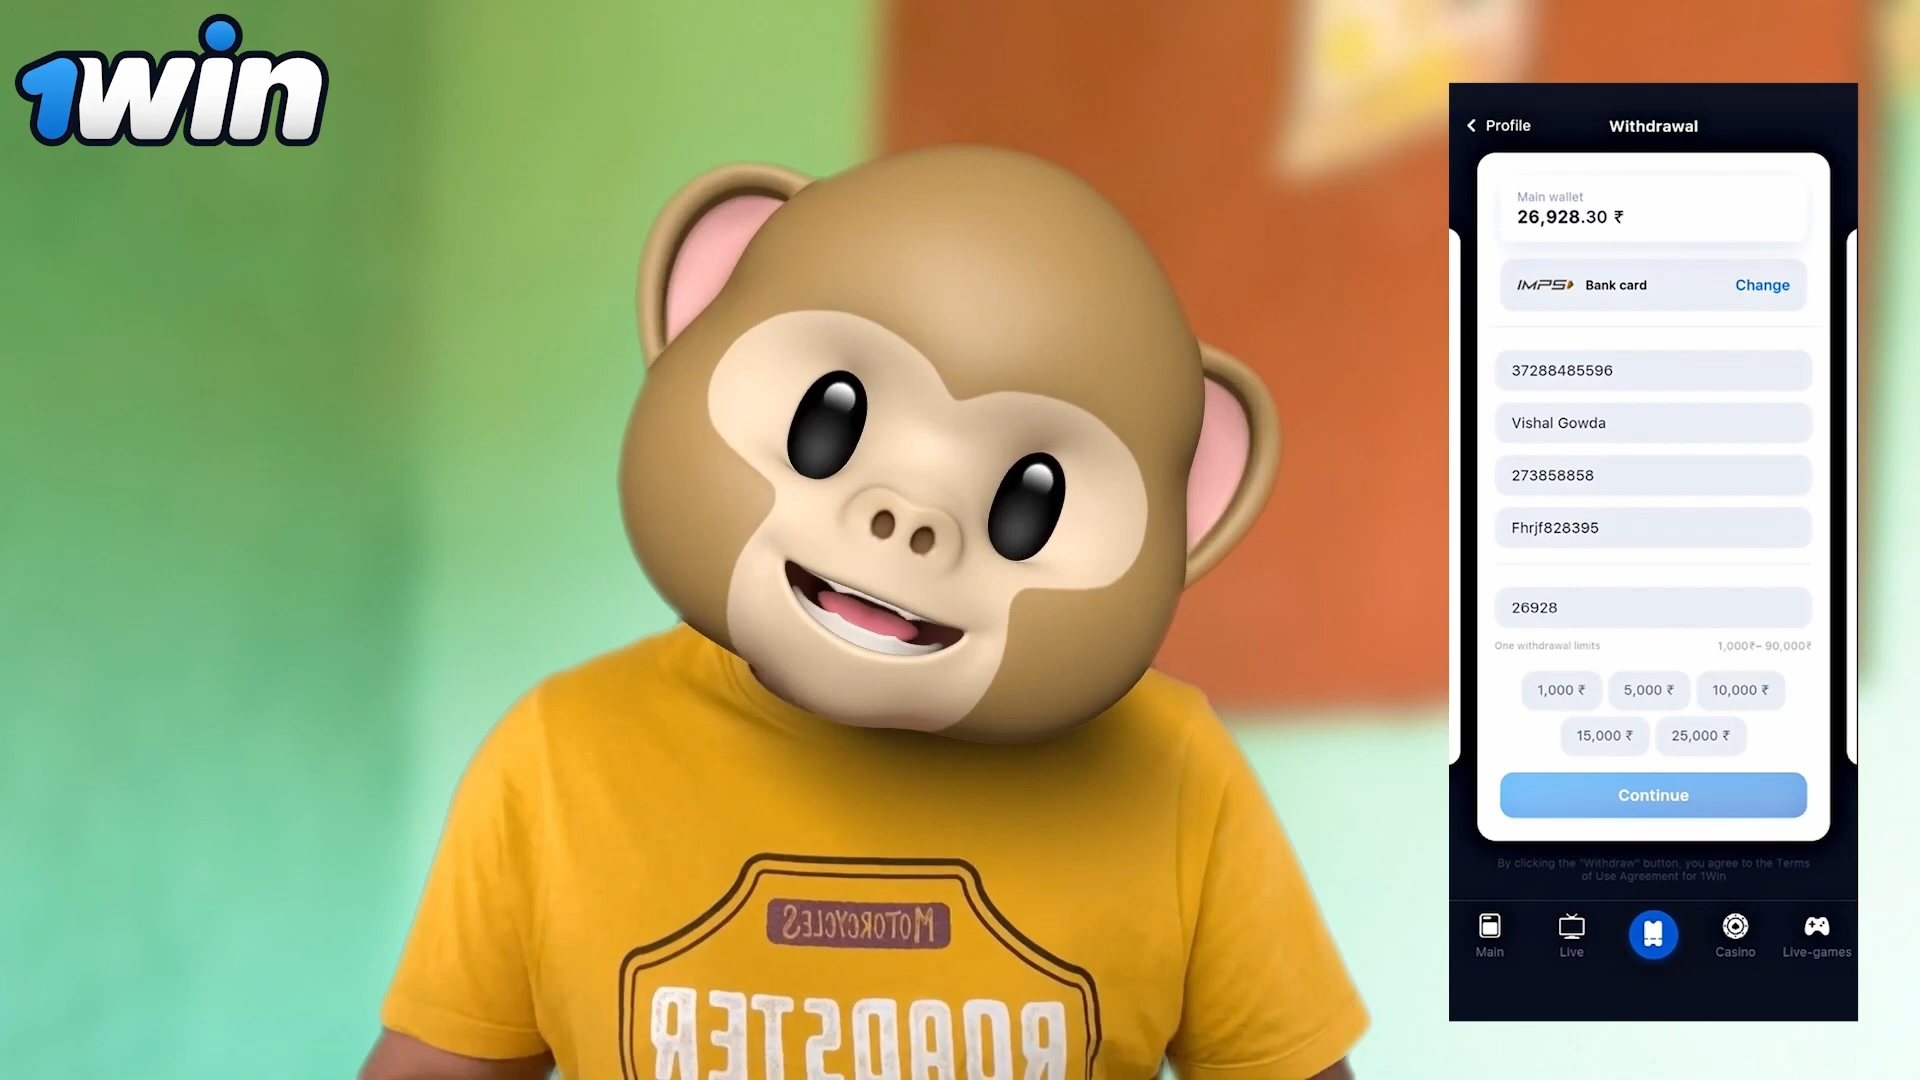 1win
Profile
Withdrawal
Main wallet
26,928.30 ₹
IMPS Bank card
Change
37288485596
Vishal Gowda
273858858
Fhrjf828395
26928
One withdrawal limits
1,000₹– 90,000₹
1,000 ₹
5,000 ₹
10,000 ₹
15,000 ₹
25,000 ₹
Continue
By clicking the "Withdraw" button, you agree to the Terms
of Use Agreement for 1Win
Main
Live
Casino
Live-games
MOTORCYCLES
ROADSTER